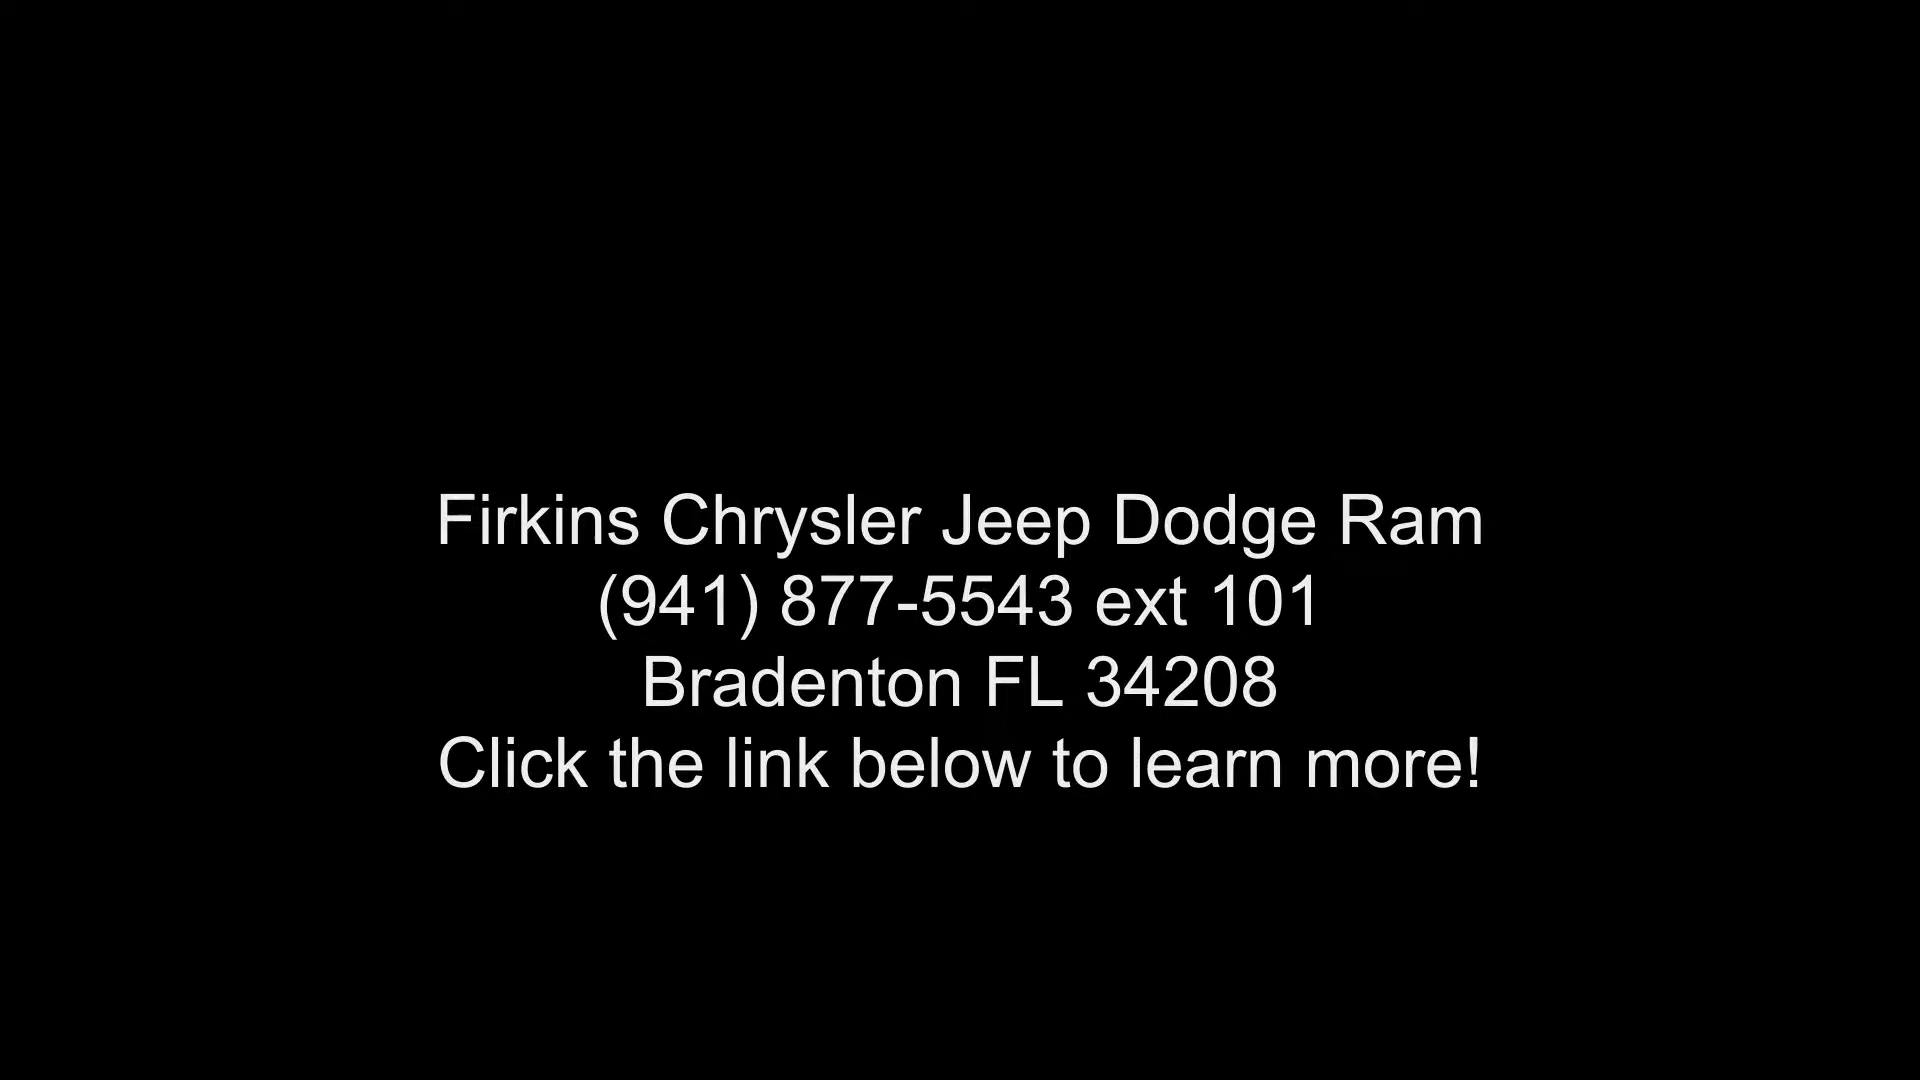 Firkins Chrysler Jeep Dodge Ram
(941) 877-5543 ext 101
Bradenton FL 34208
Click the link below to learn more!